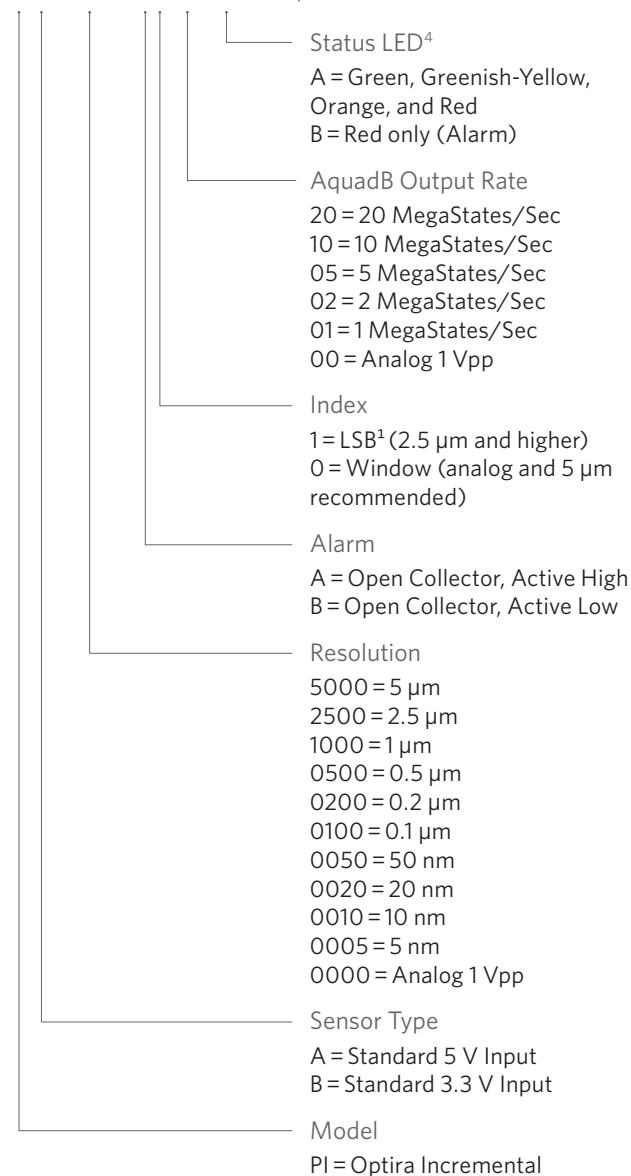 Status LED⁴
A = Green, Greenish-Yellow,
Orange, and Red
B = Red only (Alarm)
AquadB Output Rate
20 = 20 MegaStates/Sec
10 = 10 MegaStates/Sec
05 = 5 MegaStates/Sec
02 = 2 MegaStates/Sec
01 = 1 MegaStates/Sec
00 = Analog 1 Vpp
Index
1 = LSB¹ (2.5 µm and higher)
0 = Window (analog and 5 µm
recommended)
Alarm
A = Open Collector, Active High
B = Open Collector, Active Low
Resolution
5000 = 5 µm
2500 = 2.5 µm
1000 = 1 µm
0500 = 0.5 µm
0200 = 0.2 µm
0100 = 0.1 µm
0050 = 50 nm
0020 = 20 nm
0010 = 10 nm
0005 = 5 nm
0000 = Analog 1 Vpp
Sensor Type
A = Standard 5 V Input
B = Standard 3.3 V Input
Model
PI = Optira Incremental